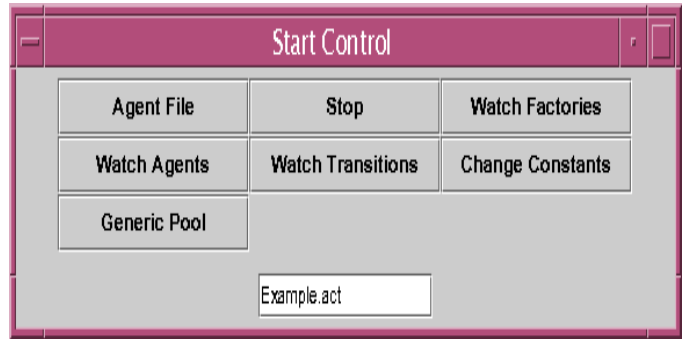 Start Control
Agent File Stop Watch Factories
Watch Agents Watch Transitions Change Constants
Generic Pool
Example.act